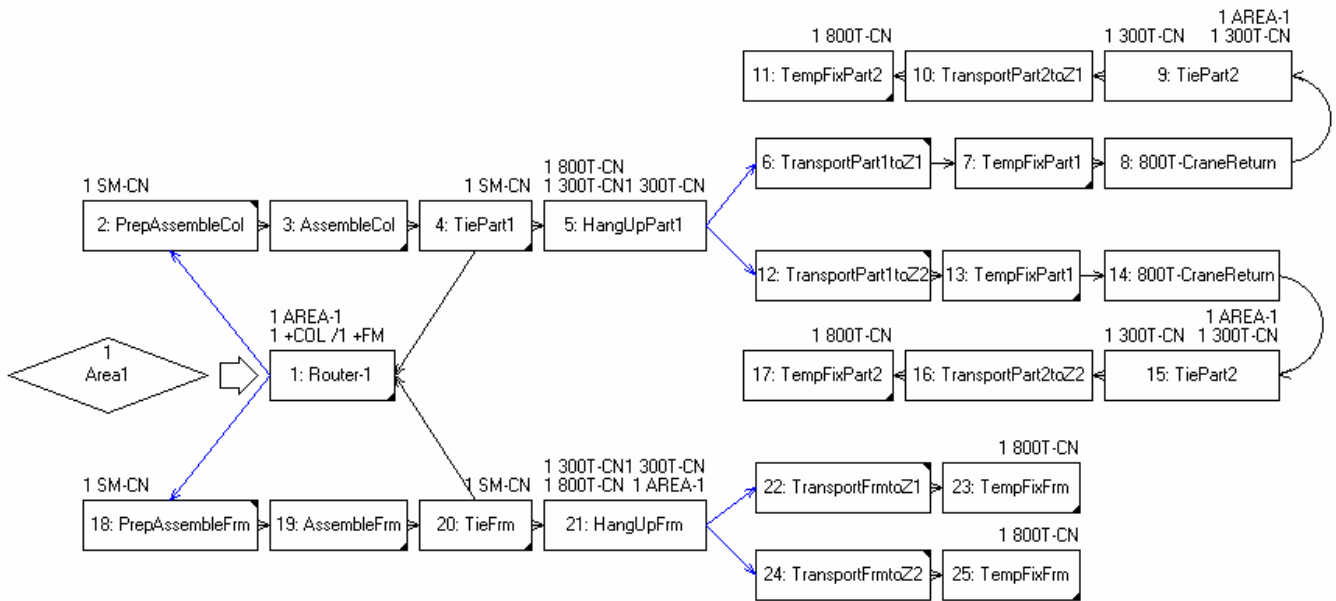 1 AREA-1
1 800T-CN
1 300T-CN
1 300T-CN
11: TempFixPart2
10: TransportPart2toZ1
9: TiePart2
6: TransportPart1toZ1
7: TempFixPart1
8: 800T-CraneReturn
1 800T-CN
1 SM-CN
1 SM-CN
1 300T-CN1 300T-CN
2: PrepAssembleCol
3: AssembleCol
4: TiePart1
5: HangUpPart1
12: TransportPart1toZ2
13: TempFixPart1
14: 800T-CraneReturn
1 AREA-1
1 +COL /1 +FM
1 AREA-1
1 800T-CN
1 300T-CN
1 300T-CN
1
Area1
1: Router-1
17: TempFixPart2
16: TransportPart2toZ2
15: TiePart2
1 800T-CN
1 300T-CN1 300T-CN
1 SM-CN
1 SM-CN
1 800T-CN 1 AREA-1
22: TransportFrmtoZ1
23: TempFixFrm
18: PrepAssembleFrm
19: AssembleFrm
20: TieFrm
21: HangUpFrm
1 800T-CN
24: TransportFrmtoZ2
25: TempFixFrm